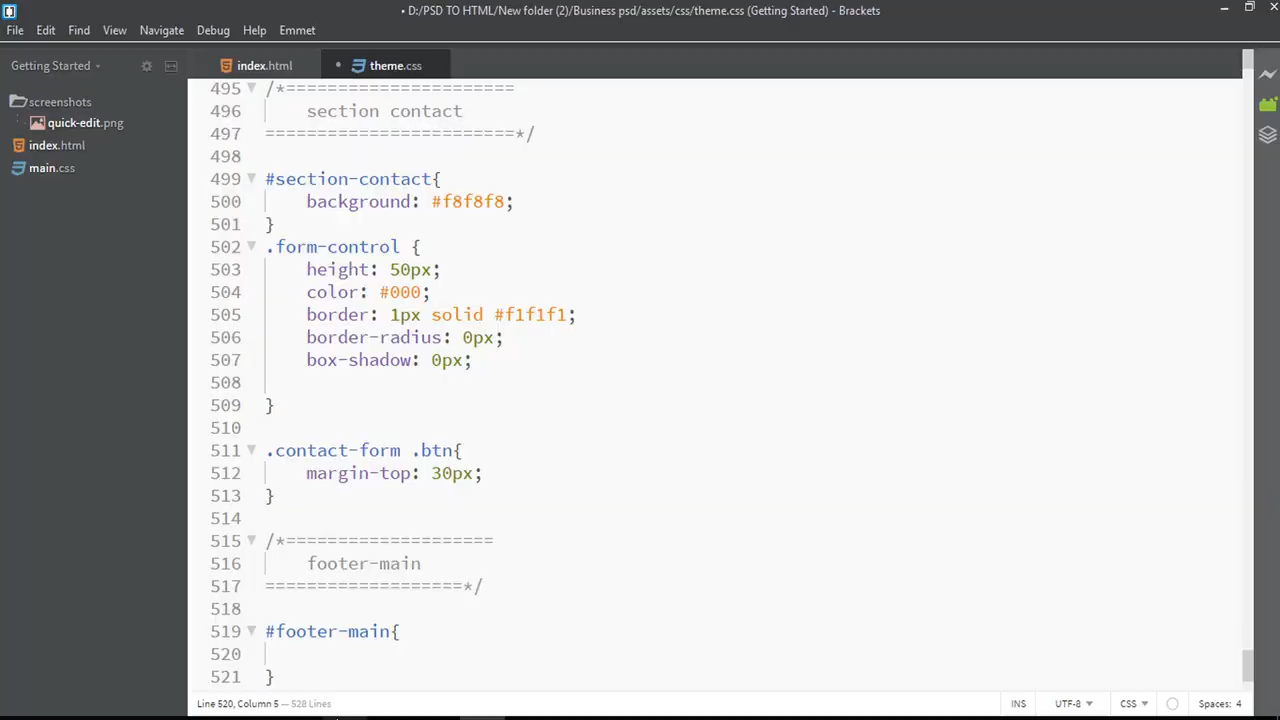 • D:/PSD TO HTML/New folder (2)/Business psd/assets/css/theme.css (Getting Started) - Brackets
File Edit Find View Navigate Debug Help Emmet
Getting Started
index.html
• theme.css
screenshots
quick-edit.png
index.html
main.css
495 /*======================
496 section contact
497 ========================*/
498
499 #section-contact{
500 background: #f8f8f8;
501 }
502 .form-control {
503 height: 50px;
504 color: #000;
505 border: 1px solid #f1f1f1;
506 border-radius: 0px;
507 box-shadow: 0px;
508
509 }
510
511 .contact-form .btn{
512 margin-top: 30px;
513 }
514
515 /*====================
516 footer-main
517 ===================*/
518
519 #footer-main{
520
521 }
Line 520, Column 5 — 528 Lines
INS UTF-8 CSS Spaces: 4